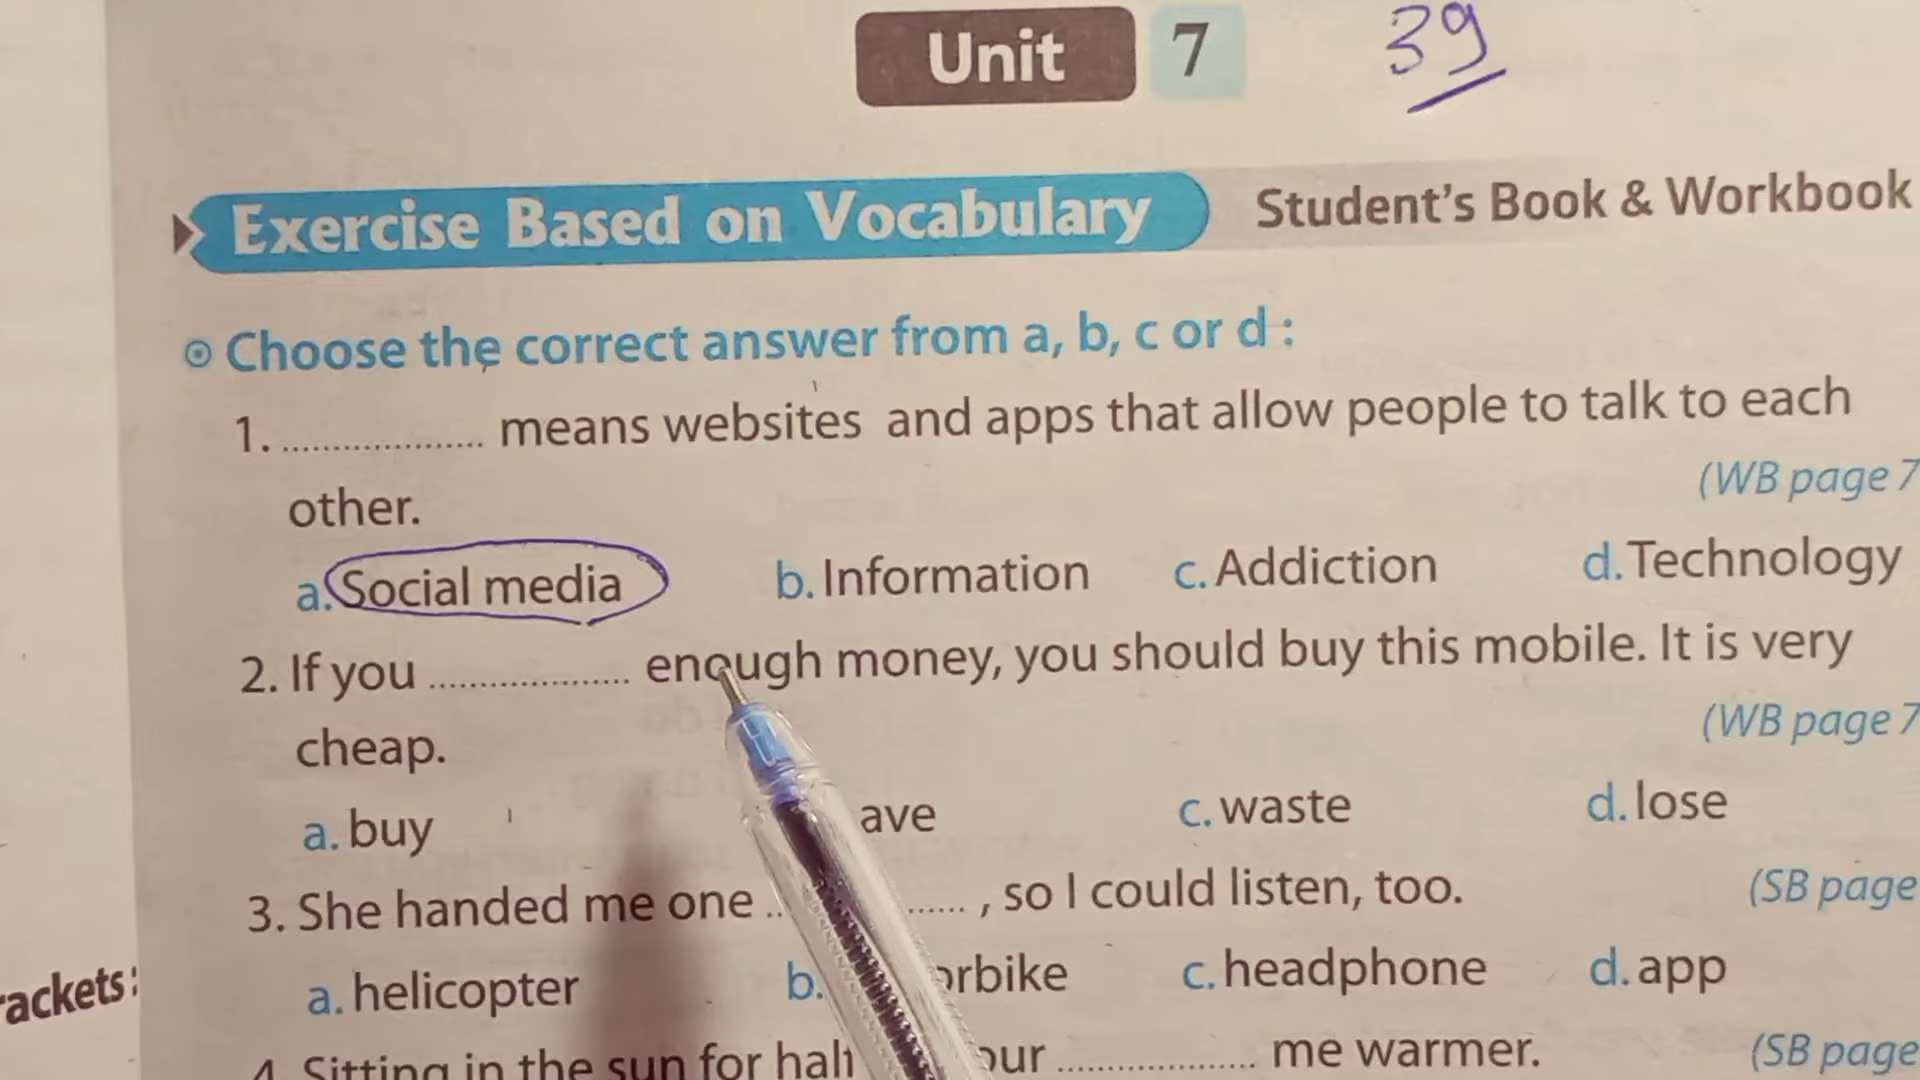 Unit 7 39
Exercise Based on Vocabulary Student's Book & Workbook
Choose the correct answer from a, b, c or d :
1. .................... means websites and apps that allow people to talk to each
(WB page 7
other.
a. Social media b. Information c. Addiction d. Technology
2. If you .................... enough money, you should buy this mobile. It is very
(WB page 7
cheap.
a. buy ave c. waste d. lose
3. She handed me one .................... , so I could listen, too. (SB page
a. helicopter b. orbike c. headphone d. app
4. Sitting in the sun for half our .................... me warmer. (SB page
rackets: